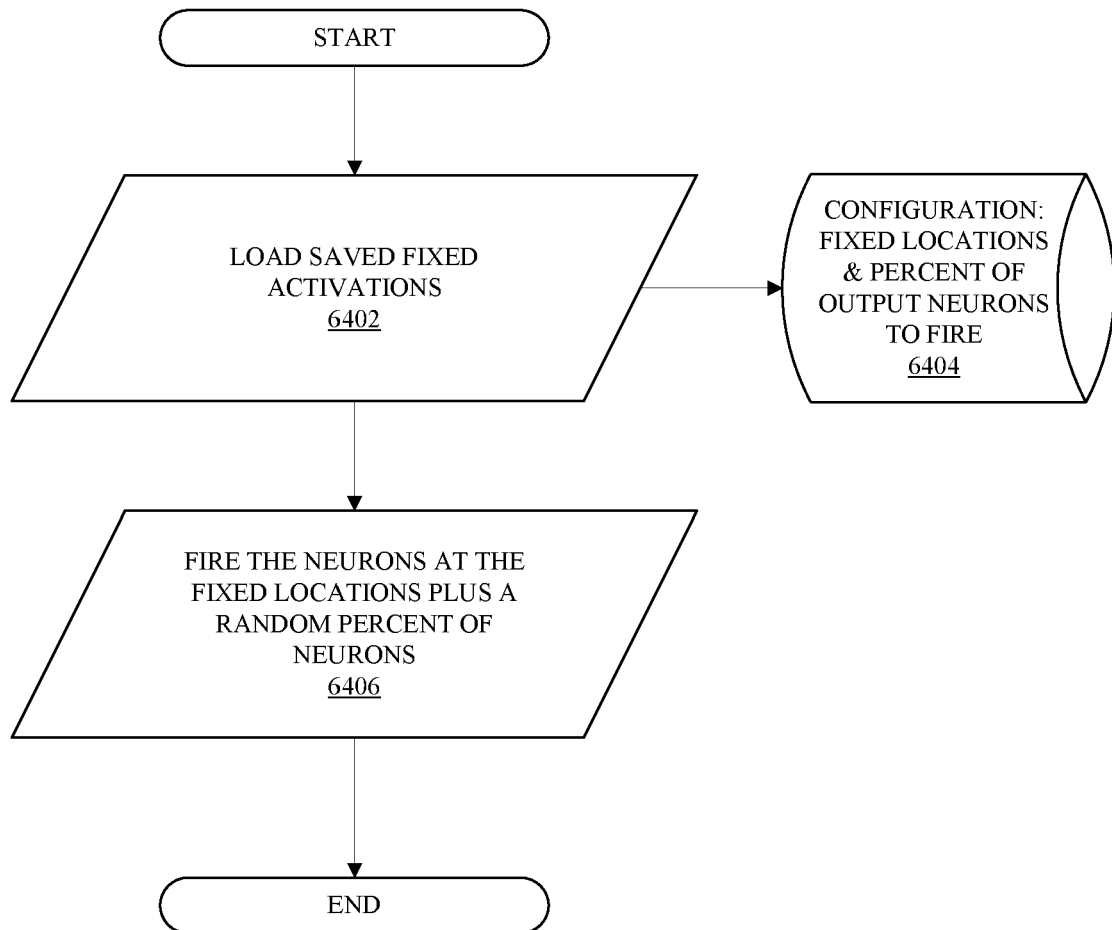 START
LOAD SAVED FIXED
ACTIVATIONS
6402
CONFIGURATION:
FIXED LOCATIONS
& PERCENT OF
OUTPUT NEURONS
TO FIRE
6404
FIRE THE NEURONS AT THE
FIXED LOCATIONS PLUS A
RANDOM PERCENT OF
NEURONS
6406
END